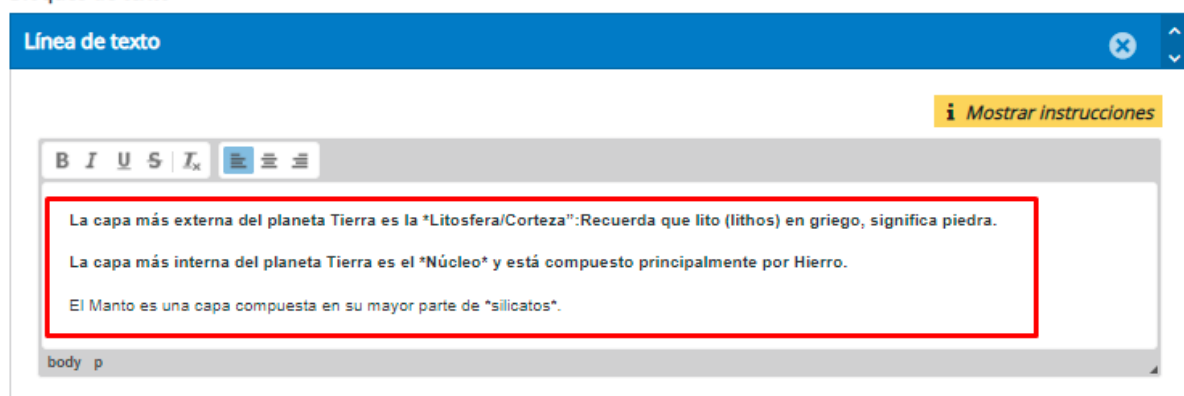 Línea de texto
i Mostrar instrucciones
B I U S Tx
La capa más externa del planeta Tierra es la *Litosfera/Corteza”:Recuerda que lito (lithos) en griego, significa piedra.
La capa más interna del planeta Tierra es el *Núcleo* y está compuesto principalmente por Hierro.
El Manto es una capa compuesta en su mayor parte de *silicatos*.
body p